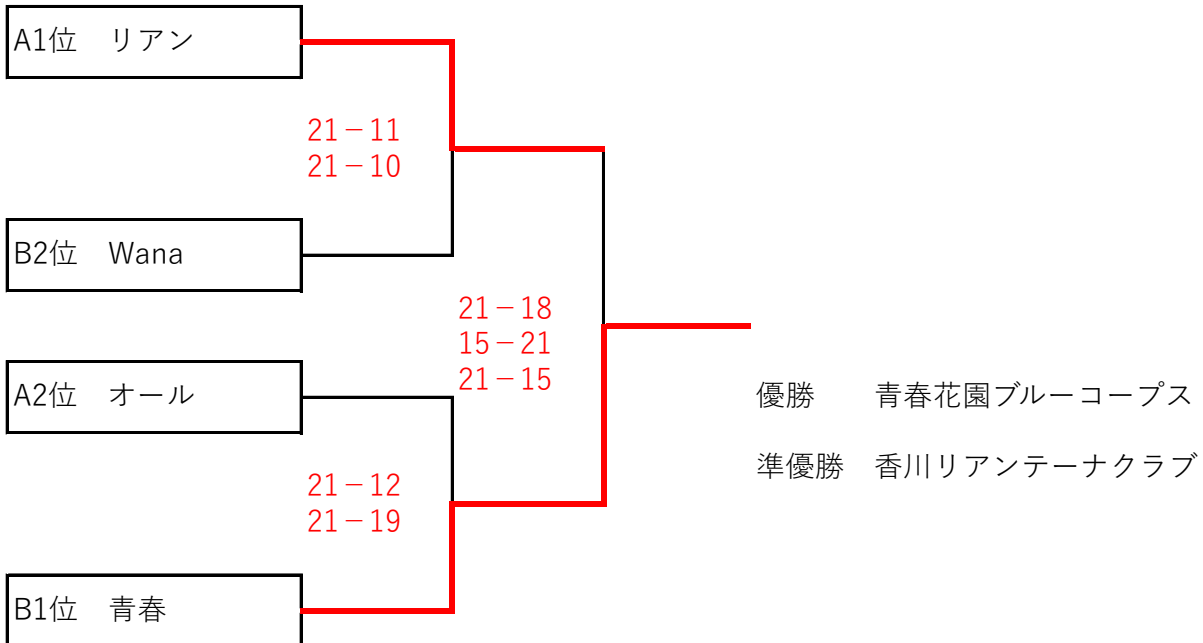 A1位　リアン
21－11
21－10
B2位　Wana
21－18
15－21
21－15
A2位　オール
優勝　　青春花園ブルーコープス
準優勝　香川リアンテーナクラブ
21－12
21－19
B1位　青春